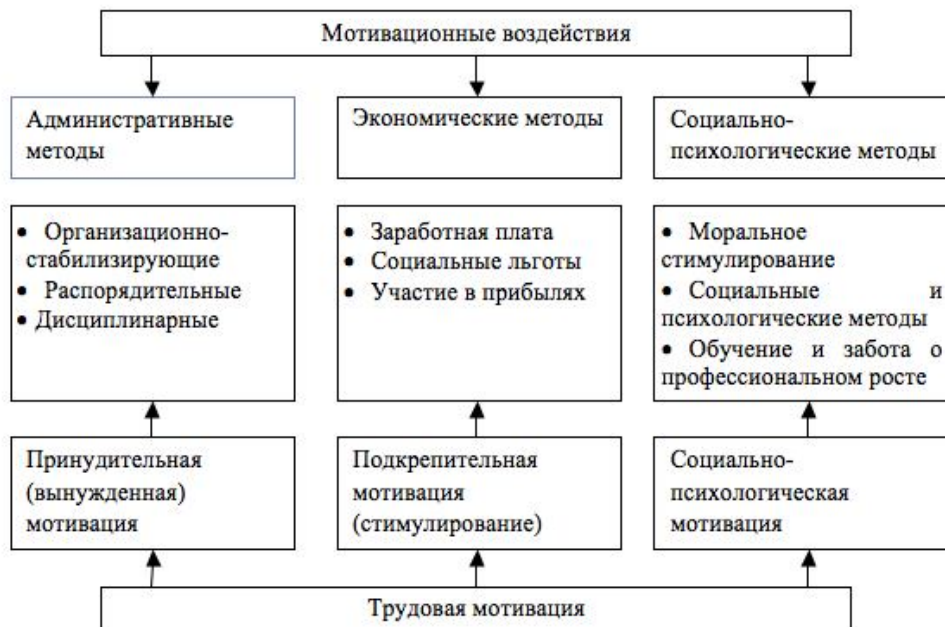 Мотивационные воздействия
Административные
методы
Экономические методы
Социально-
психологические методы
• Организационно-
стабилизирующие
• Распорядительные
• Дисциплинарные
• Заработная плата
• Социальные льготы
• Участие в прибылях
• Моральное
стимулирование
• Социальные и
психологические методы
• Обучение и забота о
профессиональном росте
Принудительная
(вынужденная)
мотивация
Подкрепительная
мотивация
(стимулирование)
Социально-
психологическая
мотивация
Трудовая мотивация